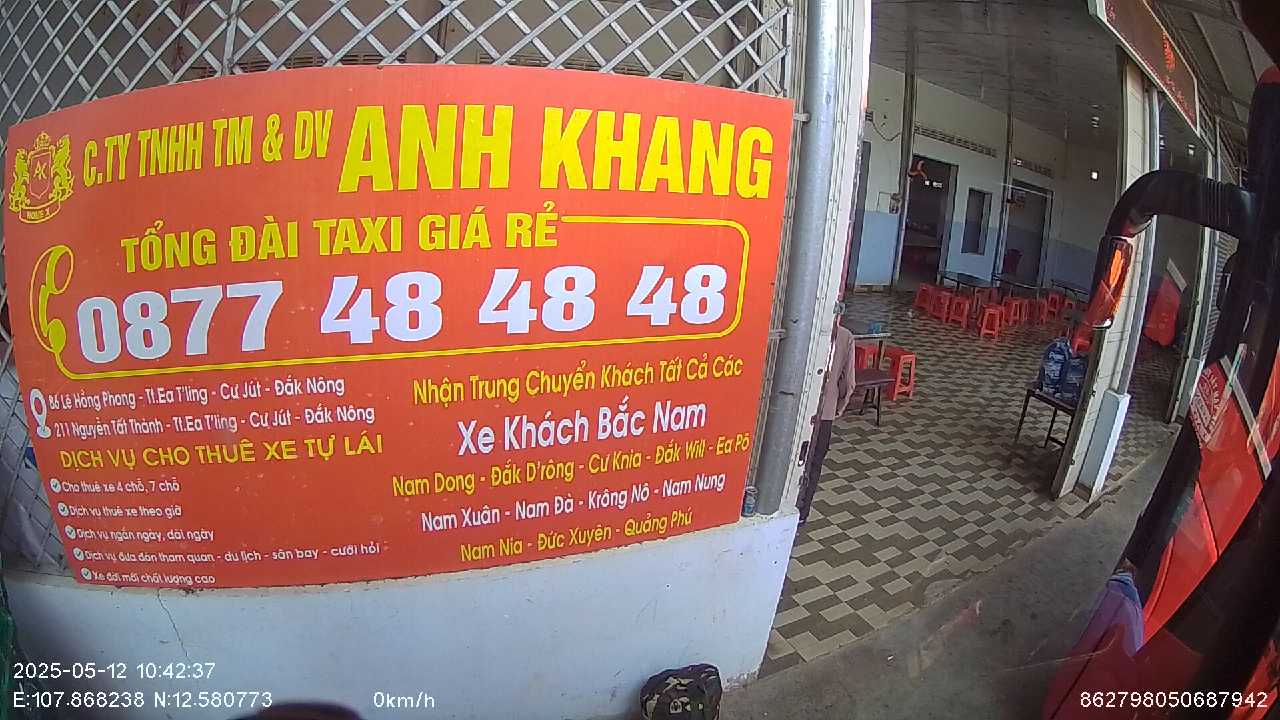 C.TY TNHH TM & DV ANH KHANG
AK
TỔNG ĐÀI TAXI GIÁ RẺ
0877 48 48 48
86 Lê Hồng Phong - Tt.Ea T'ling - Cư Jút - Đắk Nông
211 Nguyễn Tất Thành - Tt.Ea T'ling - Cư Jút - Đắk Nông
DỊCH VỤ CHO THUÊ XE TỰ LÁI
Cho thuê xe 4 chỗ, 7 chỗ
Dịch vụ thuê xe theo giờ
Dịch vụ ngắn ngày, dài ngày
Dịch vụ đưa đón tham quan - du lịch - sân bay - cưới hỏi
Xe đời mới chất lượng cao
Nhận Trung Chuyển Khách Tất Cả Các
Xe Khách Bắc Nam
Nam Dong - Đắk D'rông - Cư Knia - Đắk Will - Ea Pô
Nam Xuân - Nam Đà - Krông Nô - Nam Nung
Nam Nia - Đức Xuyên - Quảng Phú
2025-05-12 10:42:37
E:107.868238 N:12.580773
0km/h
862798050687942